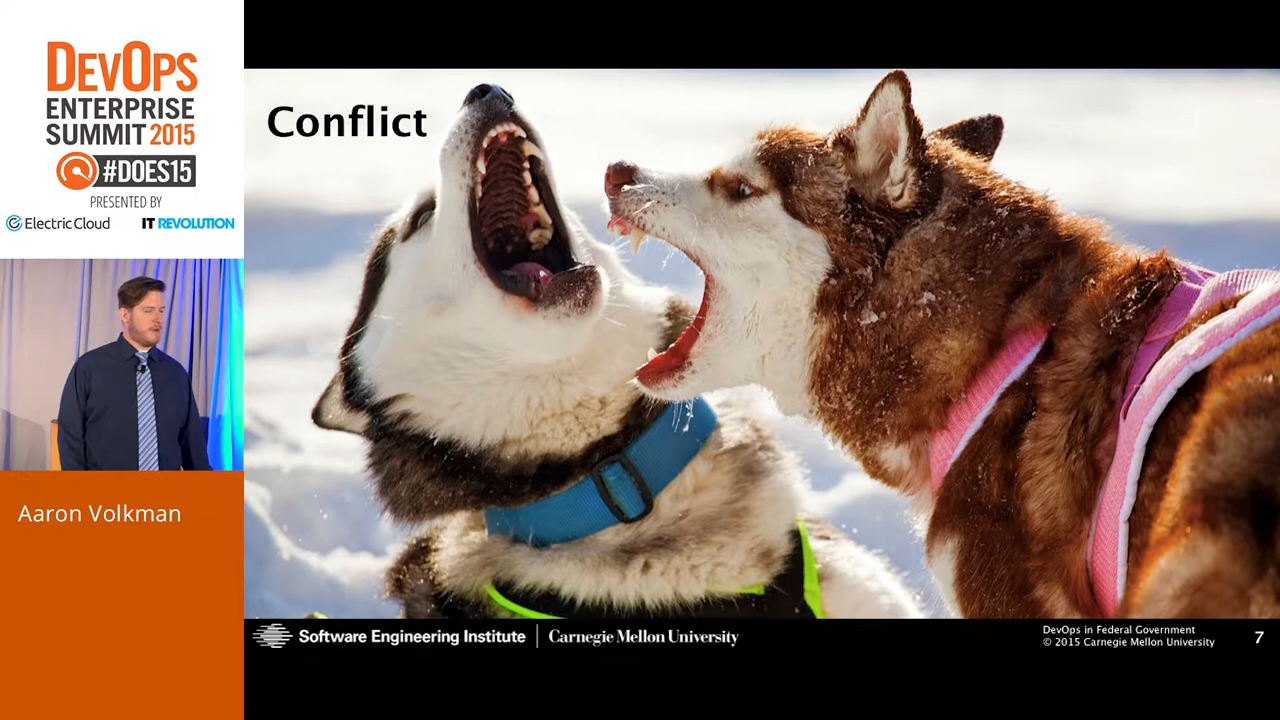 DEVOPS
ENTERPRISE
SUMMIT 2015
#DOES15
PRESENTED BY
Electric Cloud
IT REVOLUTION
Aaron Volkman
Conflict
Software Engineering Institute
Carnegie Mellon University
DevOps in Federal Government
© 2015 Carnegie Mellon University
7